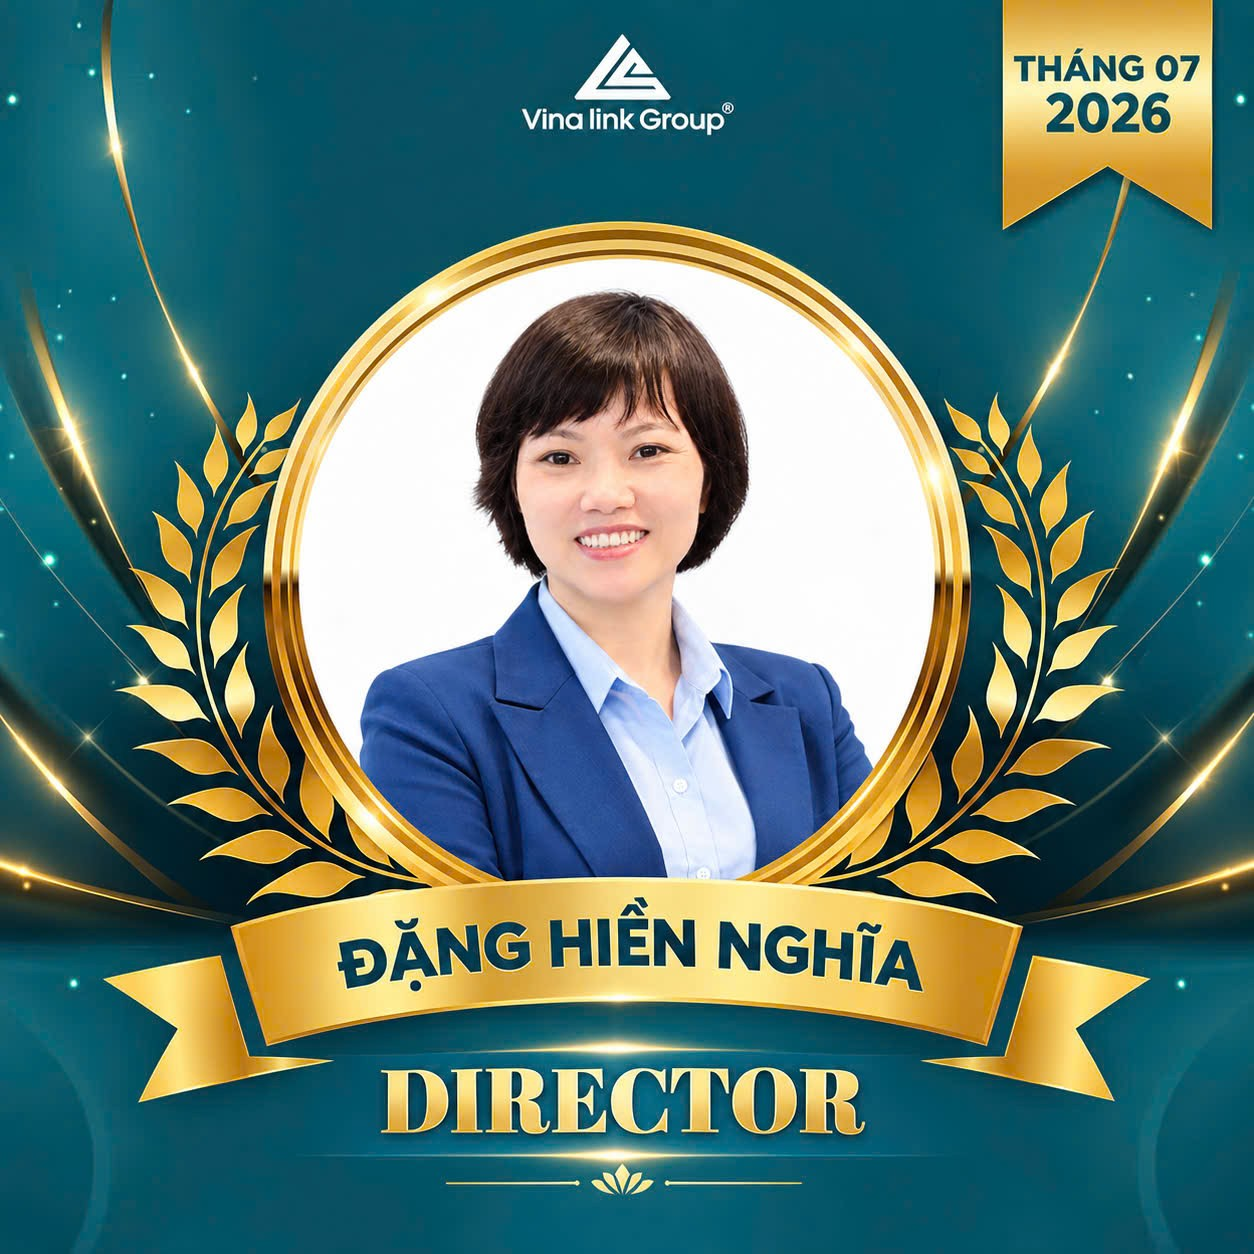 Vina link Group®
THÁNG 07
2026
ĐẶNG HIỀN NGHĨA
DIRECTOR